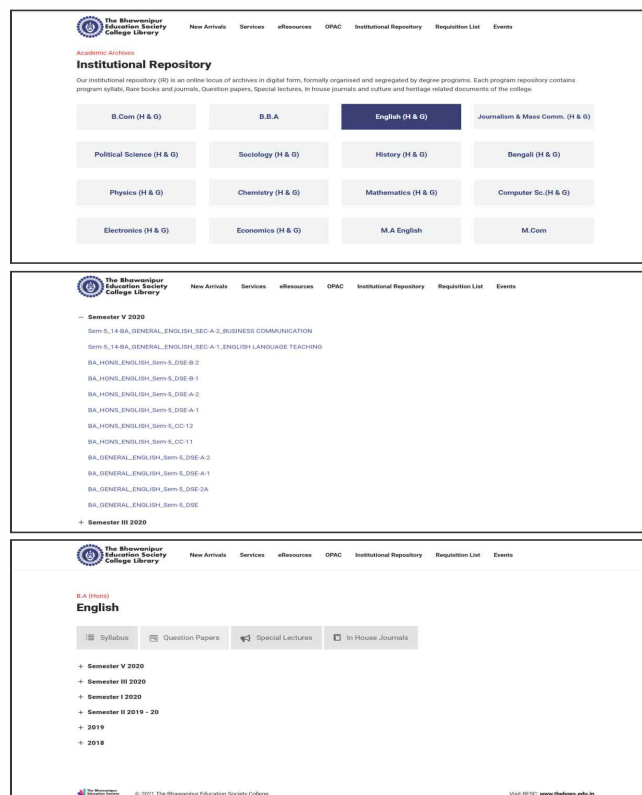 The Bhawanipur
Education Society
College Library
New Arrivals Services eResources OPAC Institutional Repository Requisition List Events
Academic Archives
Institutional Repository
Our institutional repository (IR) is an online locus of archives in digital form, formally organised and segregated by degree programs. Each program repository contains
program syllabi, Rare books and journals, Question papers, Special lectures, In house journals and culture and heritage related documents of the college.
B.Com (H & G) B.B.A English (H & G) Journalism & Mass Comm. (H & G)
Political Science (H & G) Sociology (H & G) History (H & G) Bengali (H & G)
Physics (H & G) Chemistry (H & G) Mathematics (H & G) Computer Sc.(H & G)
Electronics (H & G) Economics (H & G) M.A English M.Com
The Bhawanipur
Education Society
College Library
New Arrivals Services eResources OPAC Institutional Repository Requisition List Events
— Semester V 2020
Sem-5_14-BA_GENERAL_ENGLISH_SEC-A-2_BUSINESS COMMUNICATION
Sem-5_14-BA_GENERAL_ENGLISH_SEC-A-1_ENGLISH LANGUAGE TEACHING
BA_HONS_ENGLISH_Sem-5_DSE-B-2
BA_HONS_ENGLISH_Sem-5_DSE-B-1
BA_HONS_ENGLISH_Sem-5_DSE-A-2
BA_HONS_ENGLISH_Sem-5_DSE-A-1
BA_HONS_ENGLISH_Sem-5_CC-12
BA_HONS_ENGLISH_Sem-5_CC-11
BA_GENERAL_ENGLISH_Sem-5_DSE-A-2
BA_GENERAL_ENGLISH_Sem-5_DSE-A-1
BA_GENERAL_ENGLISH_Sem-5_DSE-2A
BA_GENERAL_ENGLISH_Sem-5_DSE
+ Semester III 2020
The Bhawanipur
Education Society
College Library
New Arrivals Services eResources OPAC Institutional Repository Requisition List Events
B.A (Hons)
English
Syllabus Question Papers Special Lectures In House Journals
+ Semester V 2020
+ Semester III 2020
+ Semester I 2020
+ Semester II 2019 - 20
+ 2019
+ 2018
The Bhawanipur
Education Society
© 2021 The Bhawanipur Education Society College. Visit BESC: www.thebges.edu.in